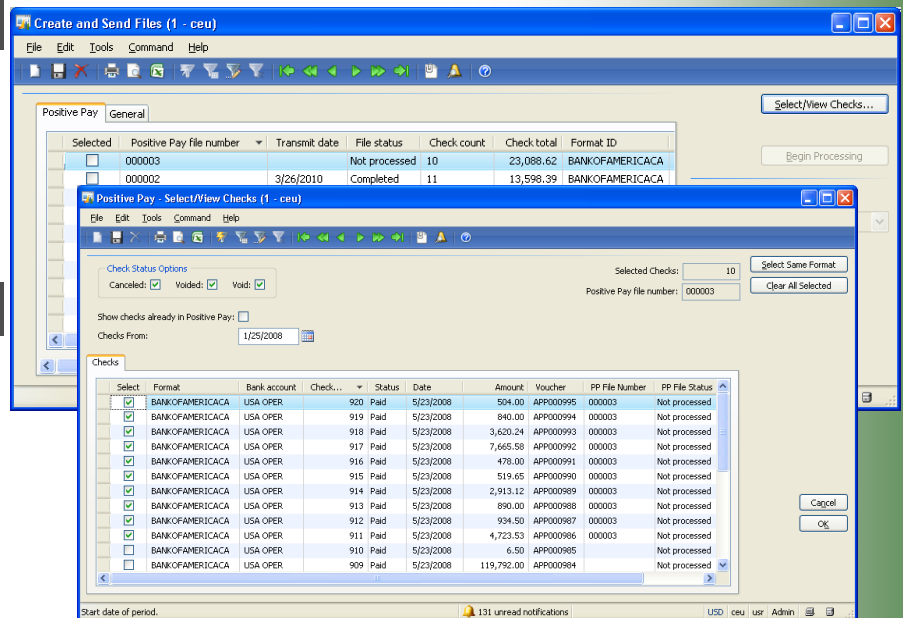 Create and Send Files (1 - ceu)
File Edit Tools Command Help
Positive Pay General
Select/View Checks...
Begin Processing
Selected Positive Pay file number Transmit date File status Check count Check total Format ID
000003 Not processed 10 23,088.62 BANKOFAMERICACA
000002 3/26/2010 Completed 11 13,598.39 BANKOFAMERICACA
Positive Pay - Select/View Checks (1 - ceu)
File Edit Tools Command Help
Check Status Options
Canceled: Voided: Void:
Selected Checks: 10
Positive Pay file number: 000003
Select Same Format
Clear All Selected
Show checks already in Positive Pay:
Checks From: 1/25/2008
Checks
Select Format Bank account Check... Status Date Amount Voucher PP File Number PP File Status
BANKOFAMERICACA USA OPER 920 Paid 5/23/2008 504.00 APP000995 000003 Not processed
BANKOFAMERICACA USA OPER 919 Paid 5/23/2008 840.00 APP000994 000003 Not processed
BANKOFAMERICACA USA OPER 918 Paid 5/23/2008 3,620.24 APP000993 000003 Not processed
BANKOFAMERICACA USA OPER 917 Paid 5/23/2008 7,665.58 APP000992 000003 Not processed
BANKOFAMERICACA USA OPER 916 Paid 5/23/2008 478.00 APP000991 000003 Not processed
BANKOFAMERICACA USA OPER 915 Paid 5/23/2008 519.65 APP000990 000003 Not processed
BANKOFAMERICACA USA OPER 914 Paid 5/23/2008 2,913.12 APP000989 000003 Not processed
BANKOFAMERICACA USA OPER 913 Paid 5/23/2008 890.00 APP000988 000003 Not processed
BANKOFAMERICACA USA OPER 912 Paid 5/23/2008 934.50 APP000987 000003 Not processed
BANKOFAMERICACA USA OPER 911 Paid 5/23/2008 4,723.53 APP000986 000003 Not processed
BANKOFAMERICACA USA OPER 910 Paid 5/23/2008 6.50 APP000985 Not processed
BANKOFAMERICACA USA OPER 909 Paid 5/23/2008 119,792.00 APP000984 Not processed
Cancel
OK
Start date of period. 131 unread notifications USD ceu usr Admin